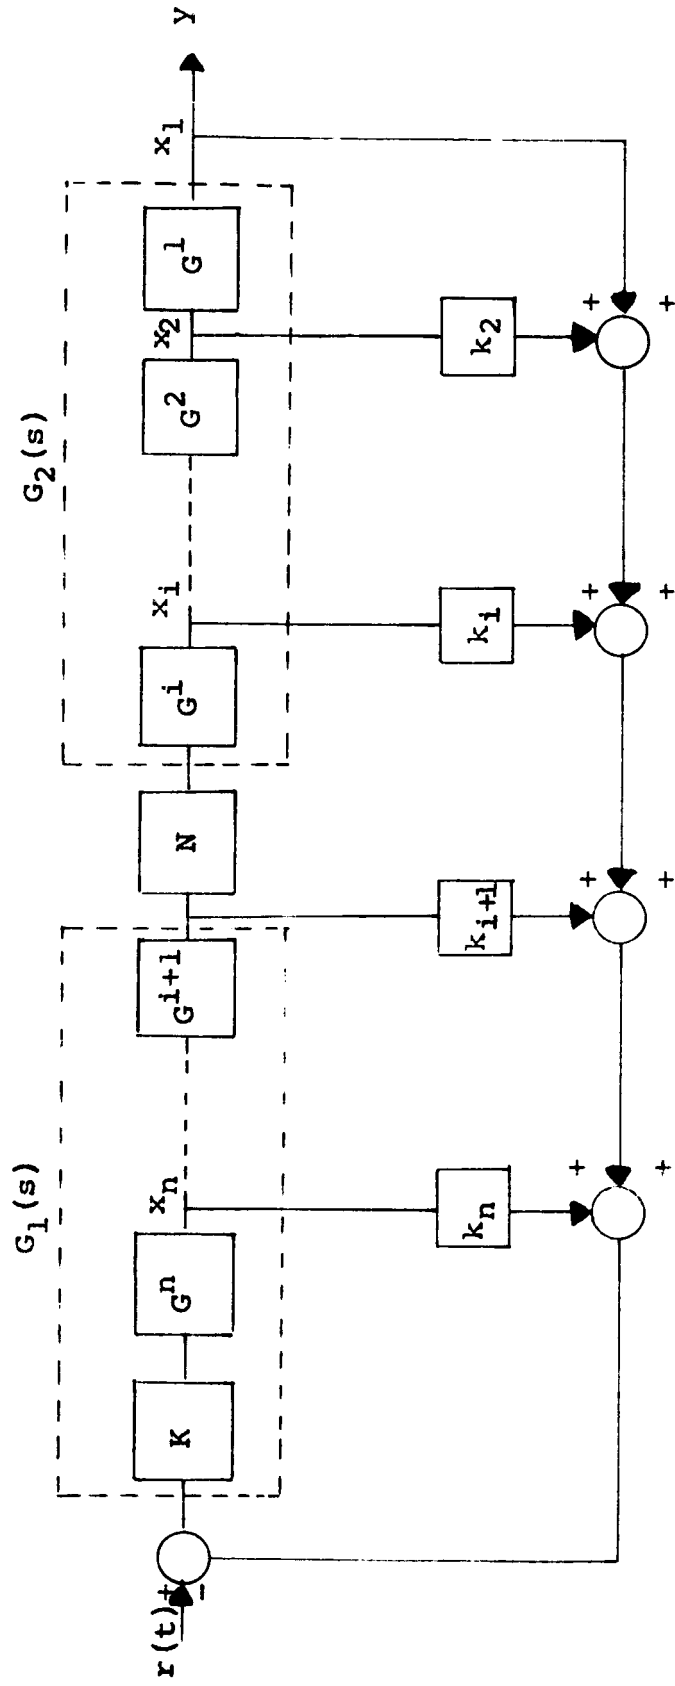 G₁(s)
G₂(s)
r(t)
+
-
K
Gⁿ
xₙ
Gⁱ⁺¹
N
Gⁱ
xᵢ
G²
x₂
G¹
x₁
y
kₙ
kᵢ₊₁
kᵢ
k₂
+
+
+
+
+
+
+
+